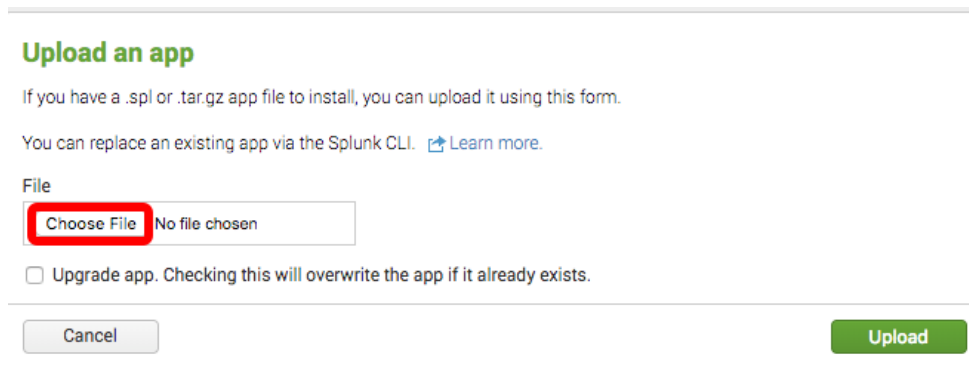 Upload an app
If you have a .spl or .tar.gz app file to install, you can upload it using this form.
You can replace an existing app via the Splunk CLI. Learn more.
File
Choose File No file chosen
Upgrade app. Checking this will overwrite the app if it already exists.
Cancel Upload